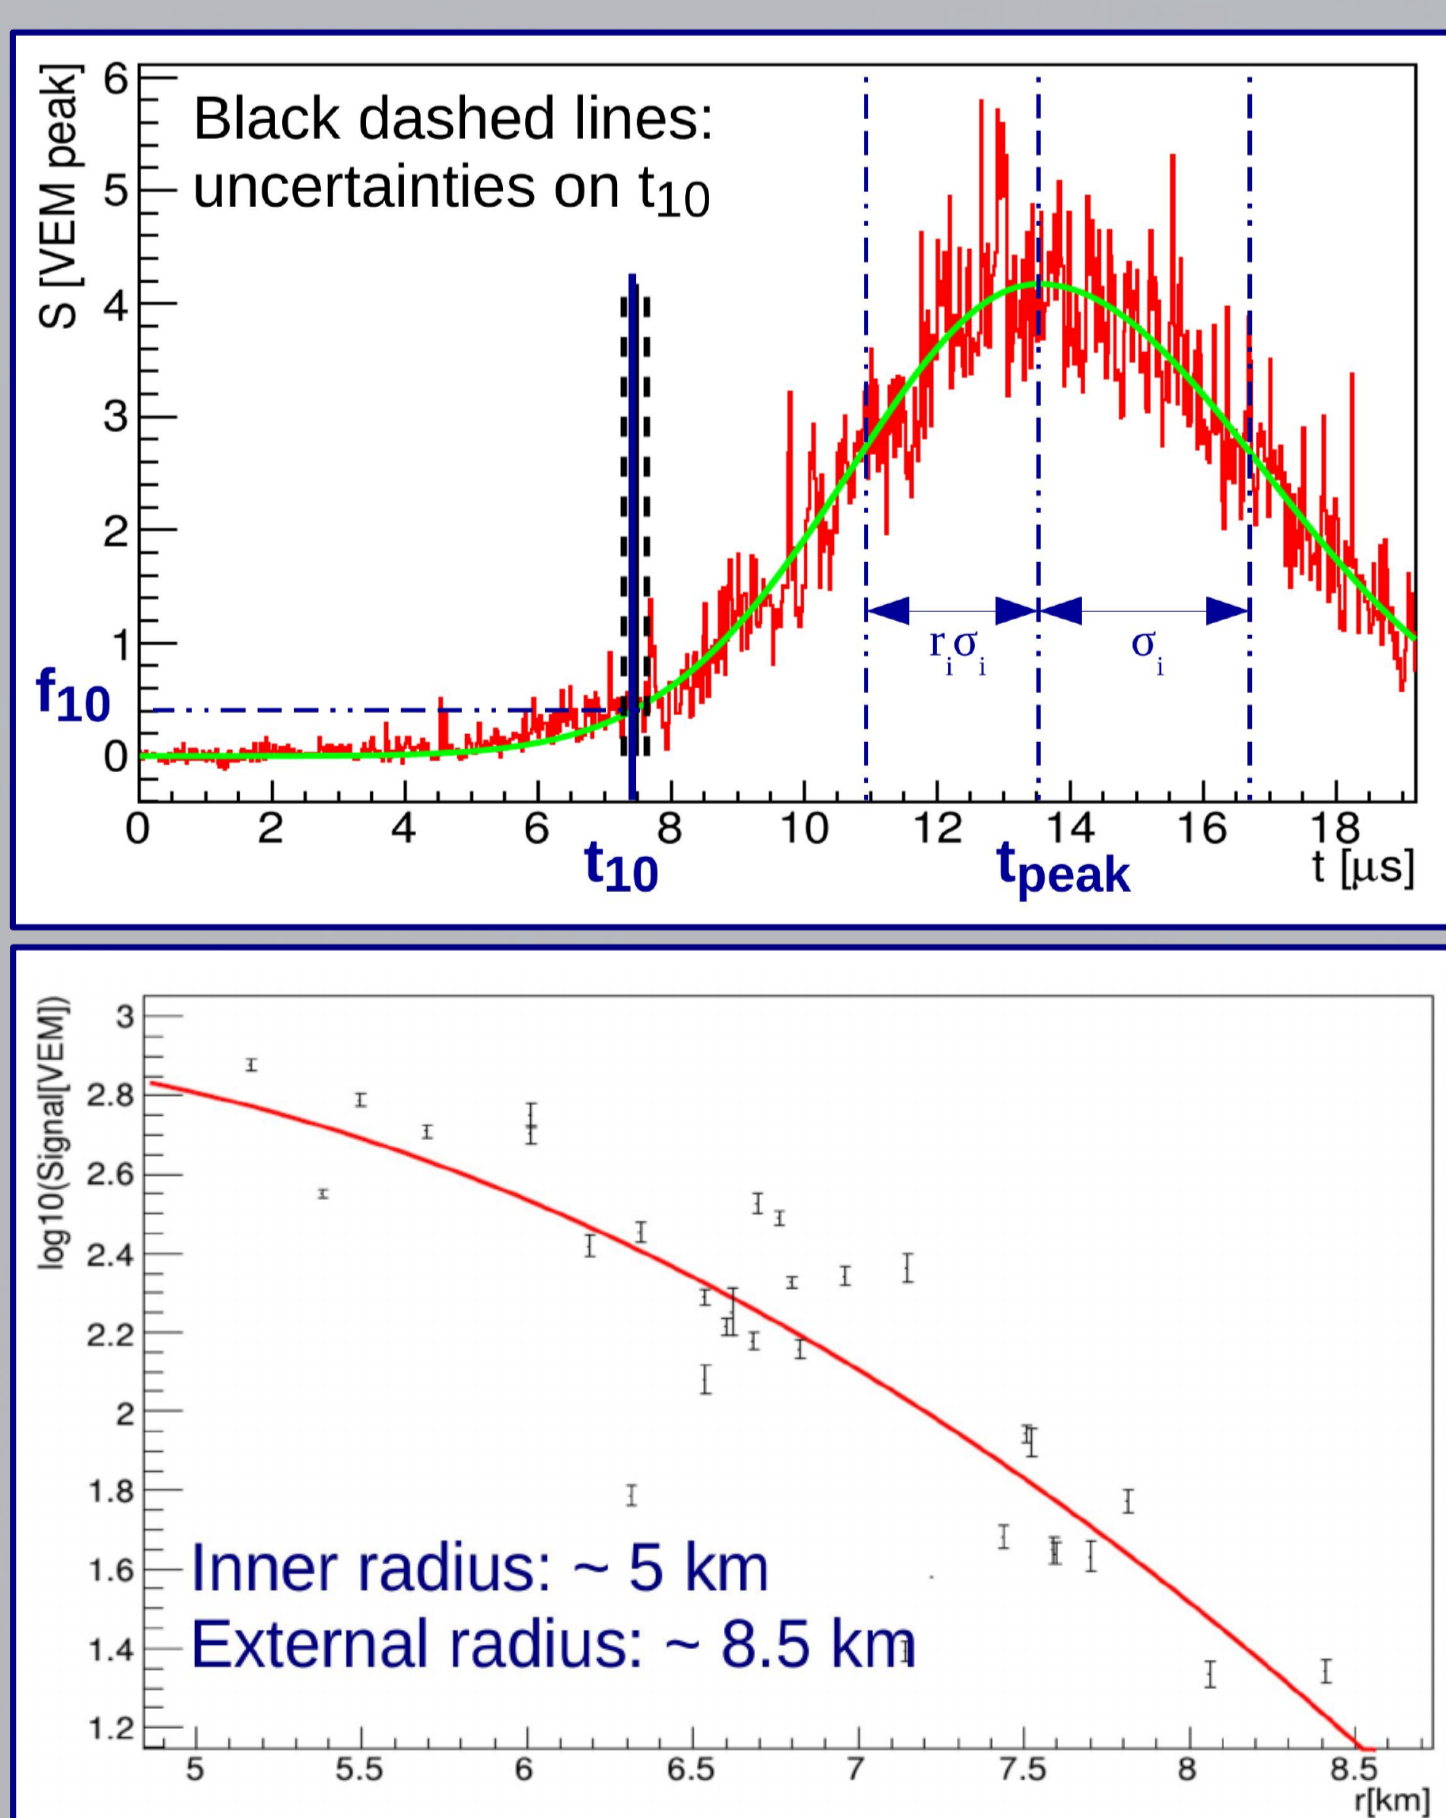 S [VEM peak]
6
5
4
3
2
1
0
Black dashed lines:
uncertainties on t10
f10
riσi
σi
0 2 4 6 8 10 12 14 16 18
t10
tpeak
t [μs]
log10(Signal[VEM])
3
2.8
2.6
2.4
2.2
2
1.8
1.6
1.4
1.2
Inner radius: ~ 5 km
External radius: ~ 8.5 km
5 5.5 6 6.5 7 7.5 8 8.5
r[km]